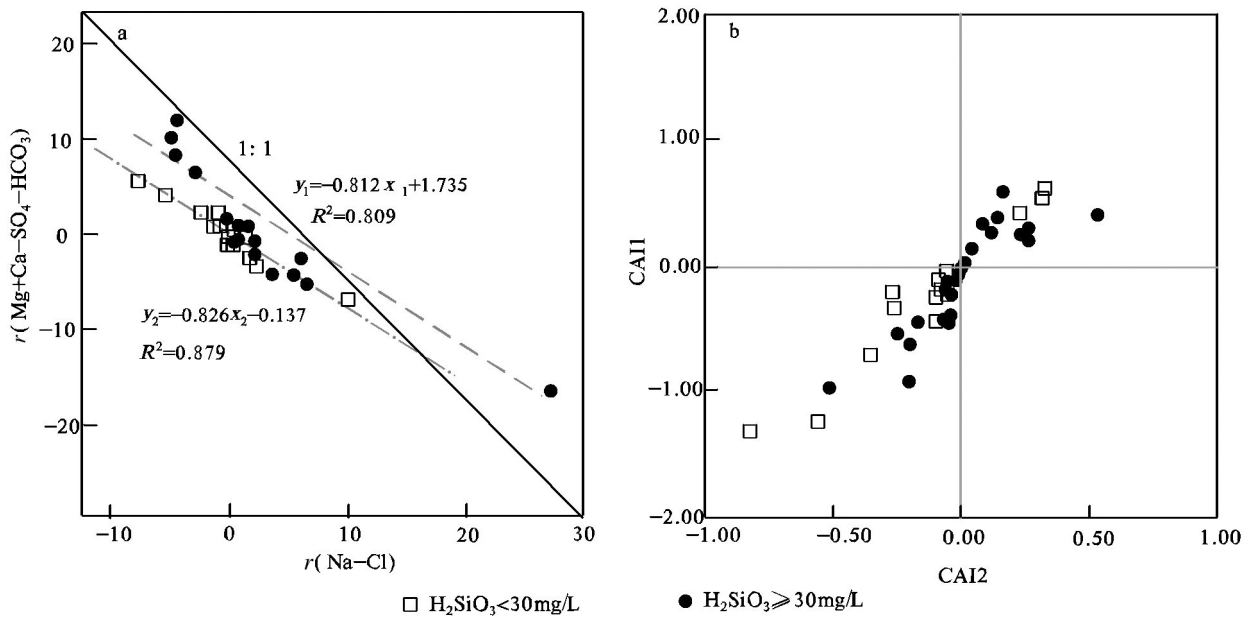 a
20
10
0
−10
−20
r(Mg+Ca−SO₄−HCO₃)
1:1
y₁=−0.812x₁+1.735
R²=0.809
y₂=−0.826x₂−0.137
R²=0.879
−10
0
10
20
30
r(Na−Cl)
b
2.00
1.00
0.00
−1.00
−2.00
CAI1
−1.00
−0.50
0.00
0.50
1.00
CAI2
H₂SiO₃<30mg/L
H₂SiO₃⩾30mg/L